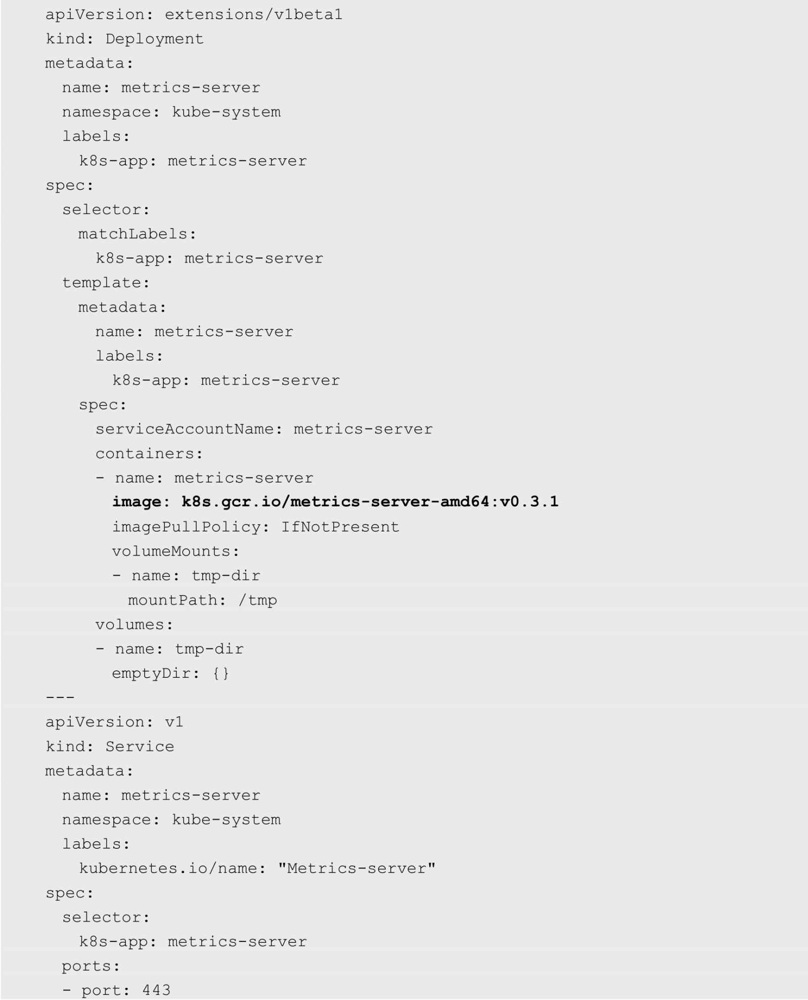 apiVersion: extensions/v1beta1
kind: Deployment
metadata:
  name: metrics-server
  namespace: kube-system
  labels:
    k8s-app: metrics-server
spec:
  selector:
    matchLabels:
      k8s-app: metrics-server
  template:
    metadata:
      name: metrics-server
      labels:
        k8s-app: metrics-server
    spec:
      serviceAccountName: metrics-server
      containers:
      - name: metrics-server
        image: k8s.gcr.io/metrics-server-amd64:v0.3.1
        imagePullPolicy: IfNotPresent
        volumeMounts:
        - name: tmp-dir
          mountPath: /tmp
      volumes:
      - name: tmp-dir
        emptyDir: {}
---
apiVersion: v1
kind: Service
metadata:
  name: metrics-server
  namespace: kube-system
  labels:
    kubernetes.io/name: "Metrics-server"
spec:
  selector:
    k8s-app: metrics-server
  ports:
  - port: 443